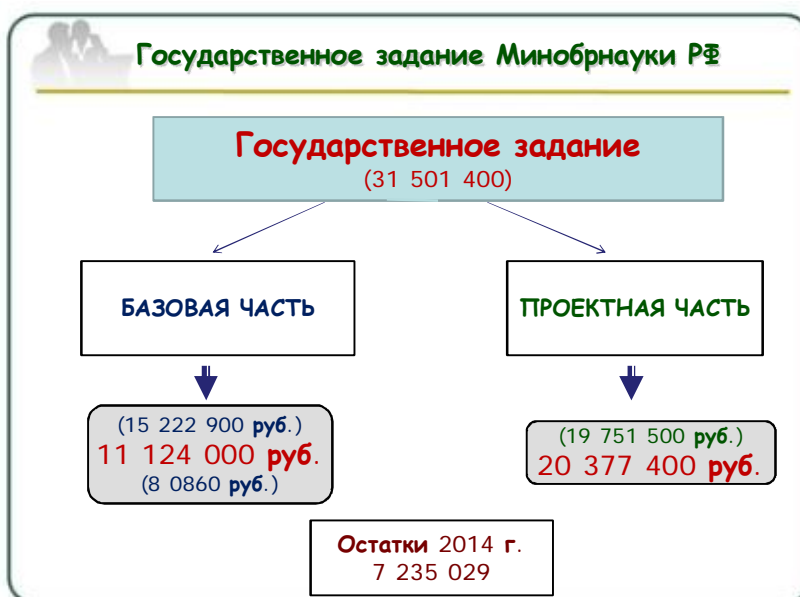 Государственное задание Минобрнауки РФ
Государственное задание
(31 501 400)
БАЗОВАЯ ЧАСТЬ
ПРОЕКТНАЯ ЧАСТЬ
(15 222 900 руб.)
11 124 000 руб.
(8 0860 руб.)
(19 751 500 руб.)
20 377 400 руб.
Остатки 2014 г.
7 235 029